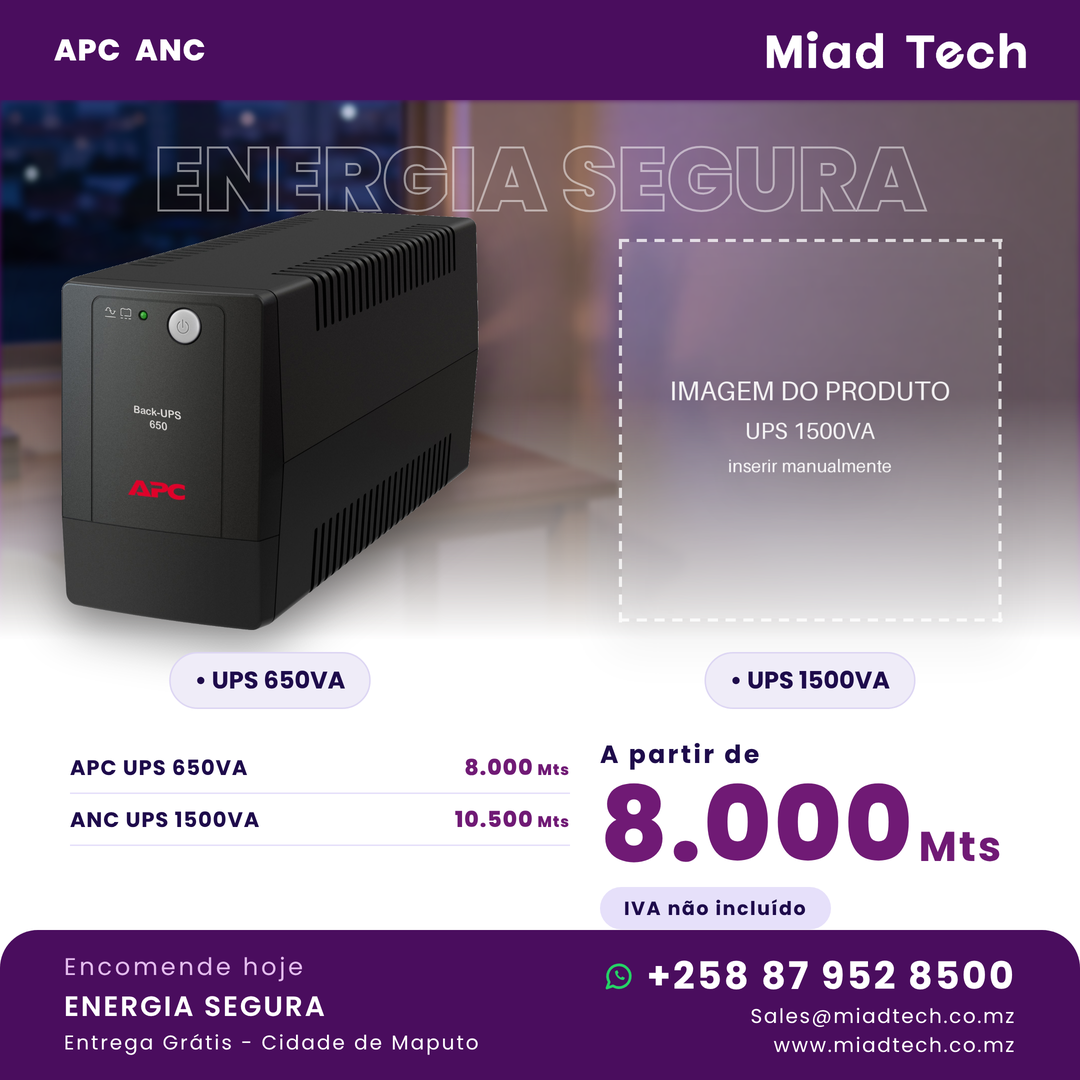 APC ANC
Miad Tech
ENERGIA SEGURA
Back-UPS
650
APC
IMAGEM DO PRODUTO
UPS 1500VA
inserir manualmente
• UPS 650VA
• UPS 1500VA
APC UPS 650VA 8.000 Mts
ANC UPS 1500VA 10.500 Mts
A partir de
8.000 Mts
IVA não incluído
Encomende hoje
ENERGIA SEGURA
Entrega Grátis - Cidade de Maputo
+258 87 952 8500
Sales@miadtech.co.mz
www.miadtech.co.mz